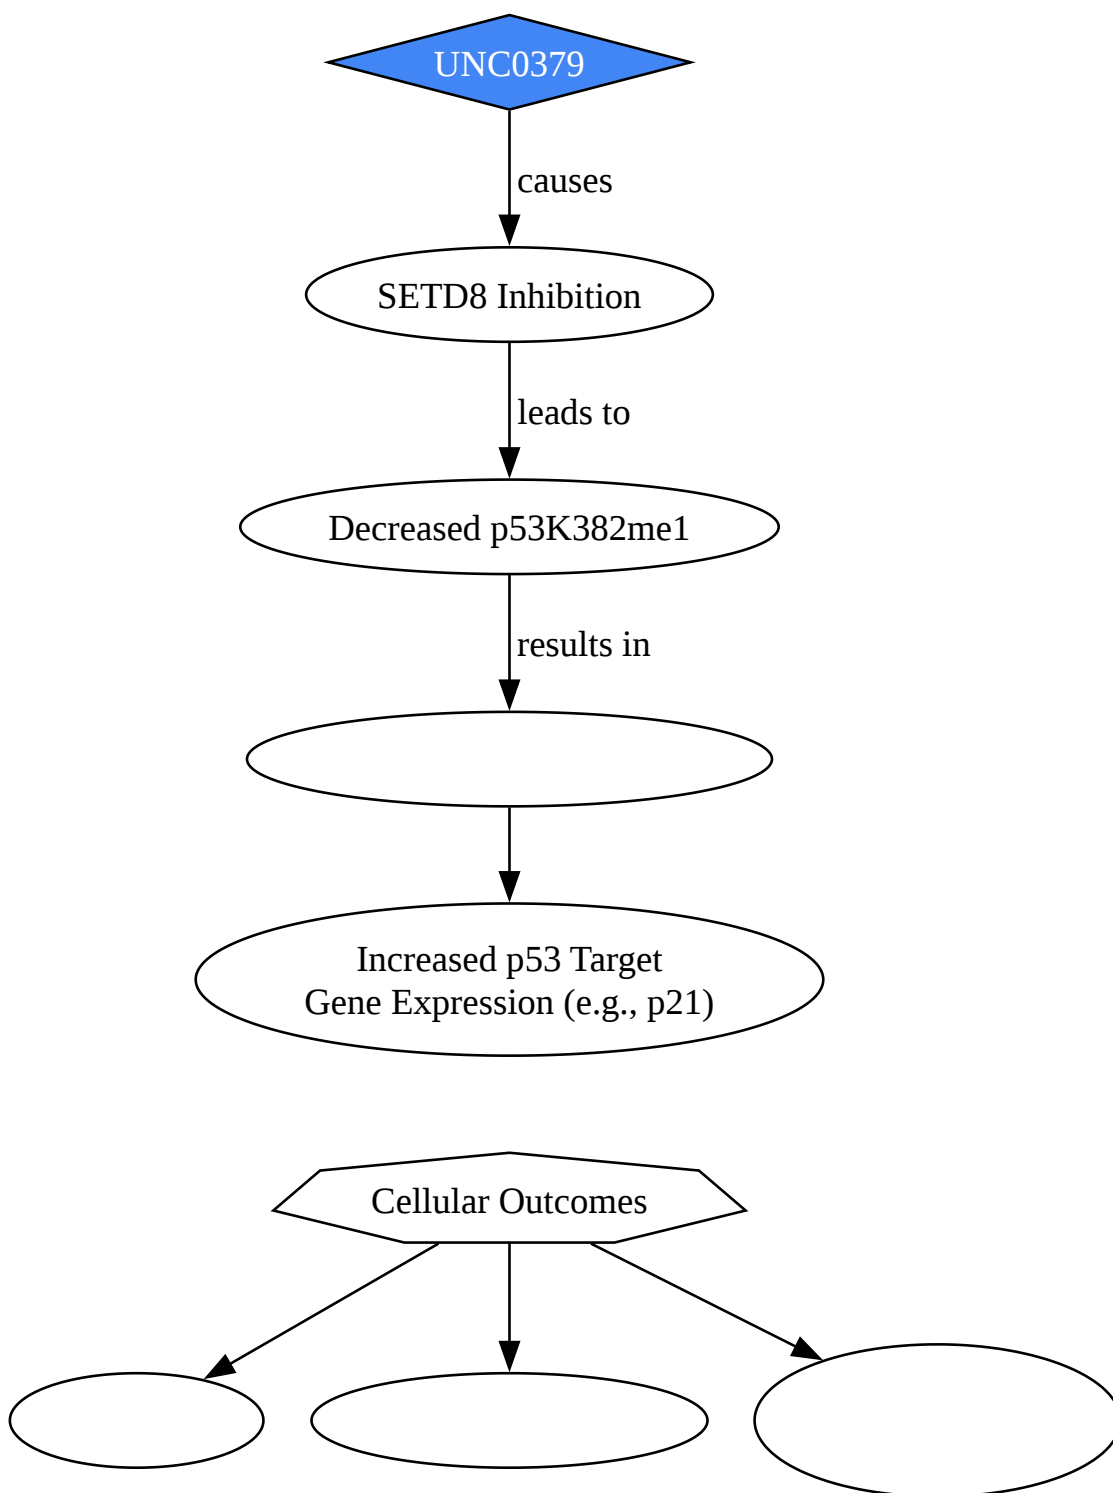 UNC0379
causes
SETD8 Inhibition
leads to
Decreased p53K382me1
results in
Increased p53 Target
Gene Expression (e.g., p21)
Cellular Outcomes